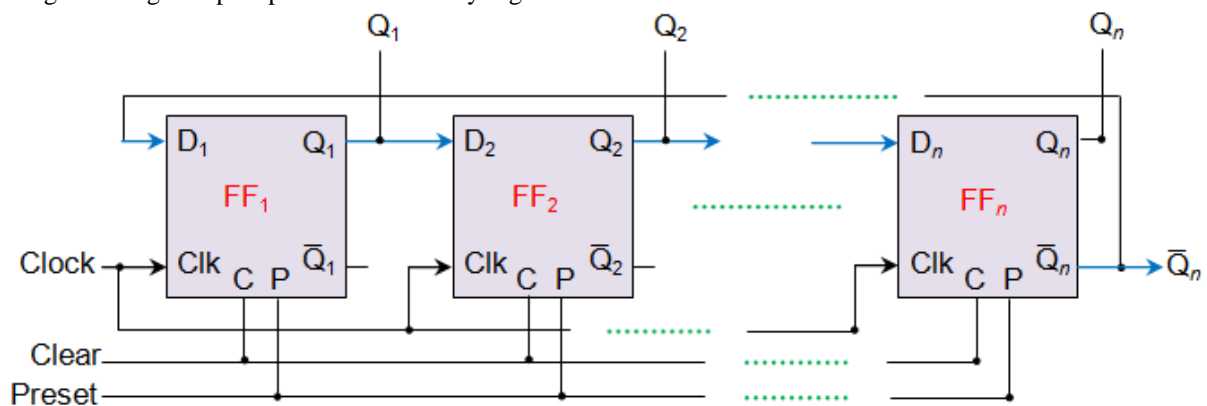 Q1 Q2 Qn
D1 Q1 D2 Q2 Dn Qn
FF1 FF2 FFn
Clock Clk Q̅1 Clk Q̅2 Clk Q̅n Q̅n
C P C P C P
Clear
Preset